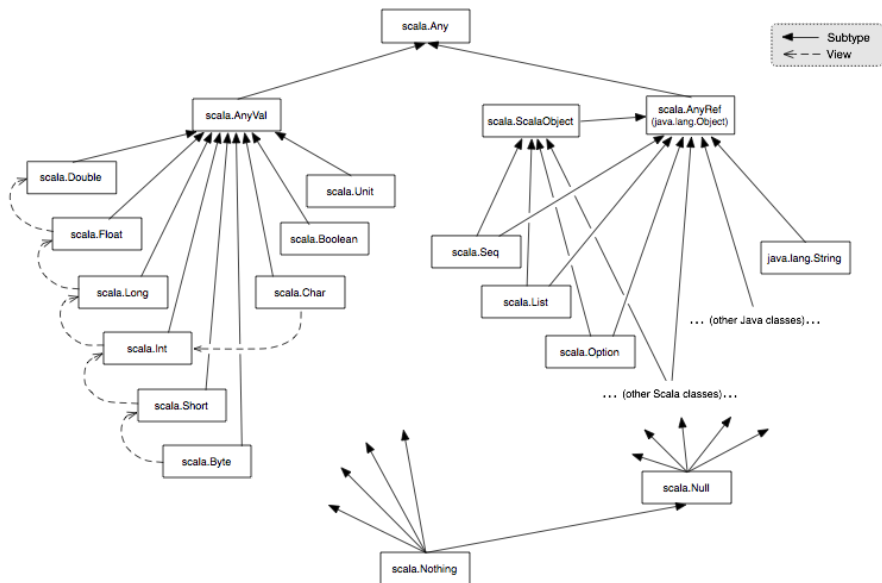 scala.Any
Subtype
View
scala.AnyVal
scala.ScalaObject
scala.AnyRef
(java.lang.Object)
scala.Double
scala.Unit
scala.Float
scala.Boolean
scala.Seq
java.lang.String
scala.Long
scala.Char
scala.List
... (other Java classes)...
scala.Int
scala.Option
... (other Scala classes)...
scala.Short
scala.Byte
scala.Null
scala.Nothing